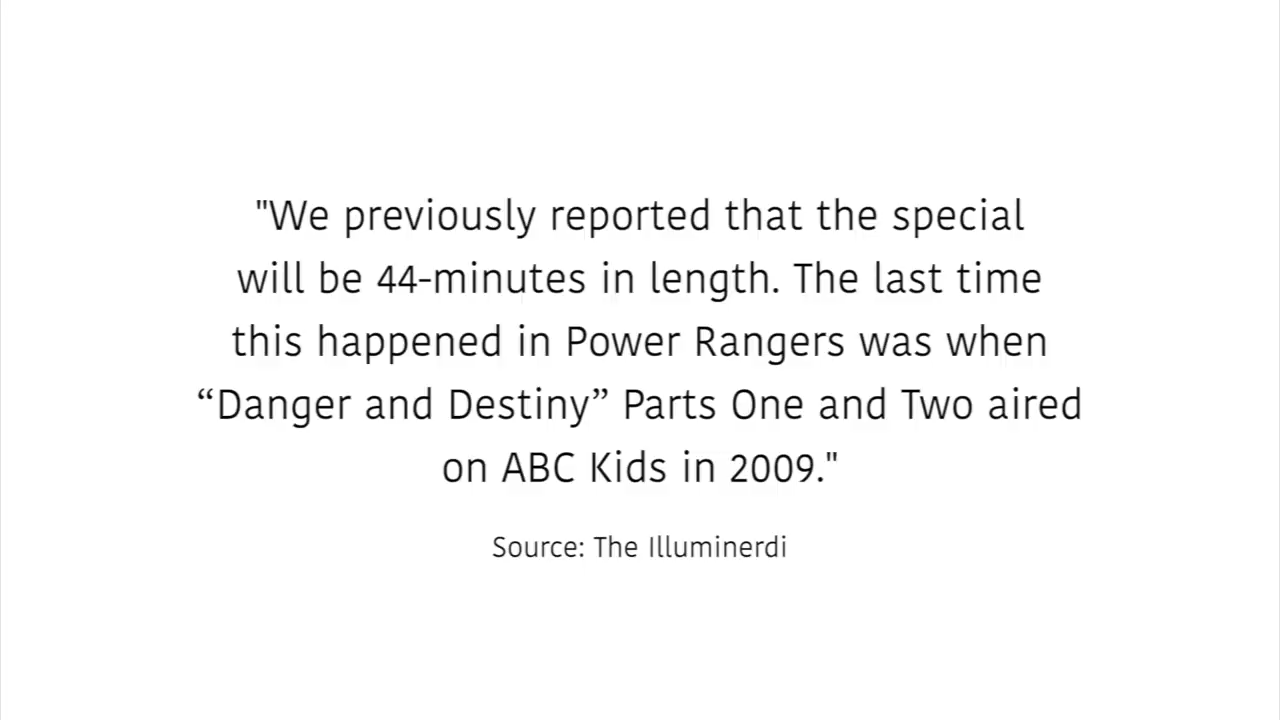 "We previously reported that the special
will be 44-minutes in length. The last time
this happened in Power Rangers was when
“Danger and Destiny” Parts One and Two aired
on ABC Kids in 2009."
Source: The Illuminerdi